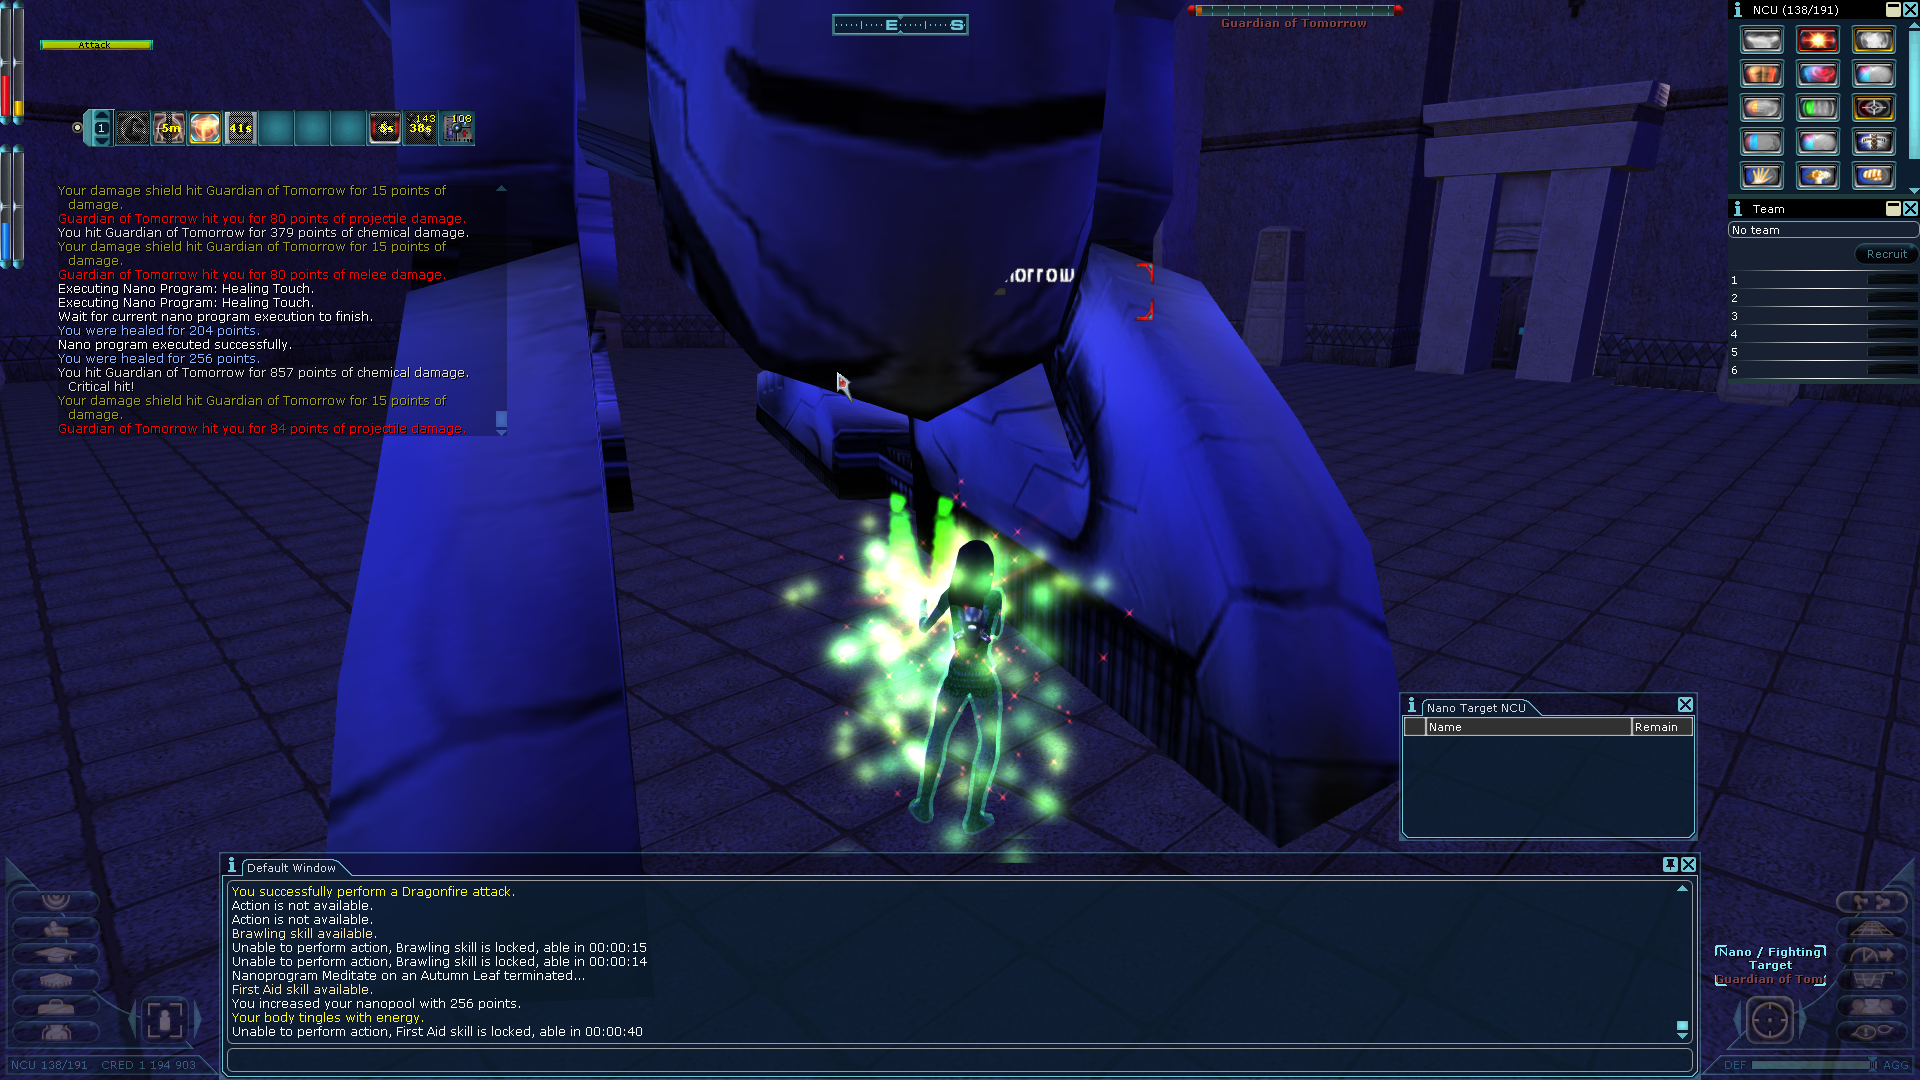 E S
Guardian of Tomorrow
NCU (138/191)
Attack
1
-5m
41s
8s
143
38s
108
Your damage shield hit Guardian of Tomorrow for 15 points of
damage.
Guardian of Tomorrow hit you for 80 points of projectile damage.
You hit Guardian of Tomorrow for 379 points of chemical damage.
Your damage shield hit Guardian of Tomorrow for 15 points of
damage.
Guardian of Tomorrow hit you for 80 points of melee damage.
Executing Nano Program: Healing Touch.
Executing Nano Program: Healing Touch.
Wait for current nano program execution to finish.
You were healed for 204 points.
Nano program executed successfully.
You were healed for 256 points.
You hit Guardian of Tomorrow for 857 points of chemical damage.
Critical hit!
Your damage shield hit Guardian of Tomorrow for 15 points of
damage.
Guardian of Tomorrow hit you for 84 points of projectile damage.
orrow
Team
No team
Recruit
1
2
3
4
5
6
Nano Target NCU
Name Remain
Default Window
You successfully perform a Dragonfire attack.
Action is not available.
Action is not available.
Brawling skill available.
Unable to perform action, Brawling skill is locked, able in 00:00:15
Unable to perform action, Brawling skill is locked, able in 00:00:14
Nanoprogram Meditate on an Autumn Leaf terminated...
First Aid skill available.
You increased your nanopool with 256 points.
Your body tingles with energy.
Unable to perform action, First Aid skill is locked, able in 00:00:40
Nano / Fighting
Target
Guardian of Tom
NCU 138/191 CRED 1 194 903
DEF AGG